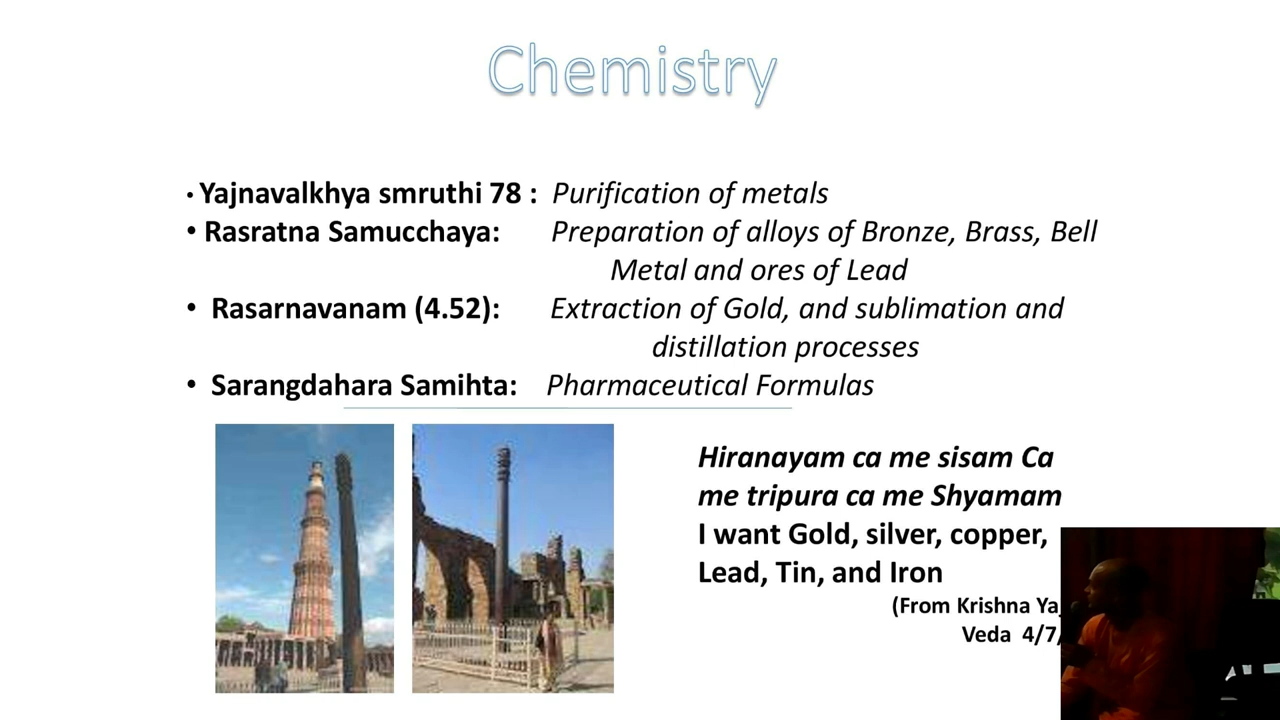 Chemistry
• Yajnavalkhya smruthi 78 : Purification of metals
• Rasratna Samucchaya: Preparation of alloys of Bronze, Brass, Bell
Metal and ores of Lead
• Rasarnavanam (4.52): Extraction of Gold, and sublimation and
distillation processes
• Sarangdahara Samihta: Pharmaceutical Formulas
Hiranayam ca me sisam Ca
me tripura ca me Shyamam
I want Gold, silver, copper,
Lead, Tin, and Iron
(From Krishna
Veda 4/7/